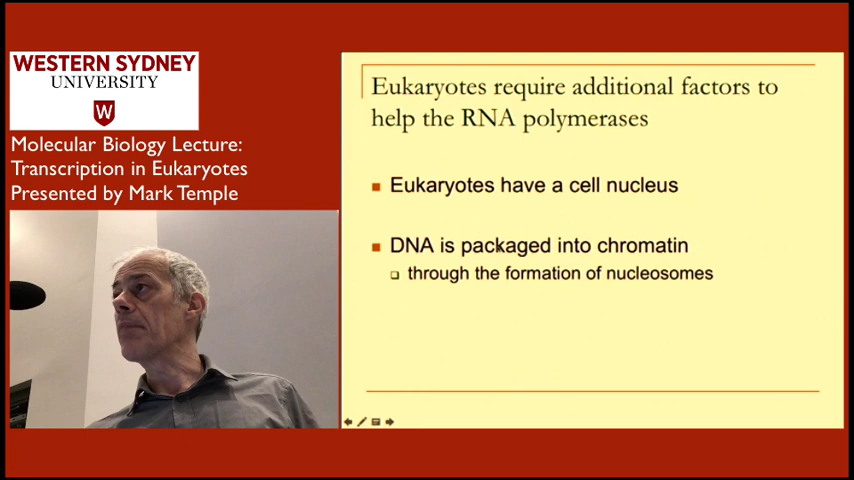 WESTERN SYDNEY
UNIVERSITY
W
Molecular Biology Lecture:
Transcription in Eukaryotes
Presented by Mark Temple
Eukaryotes require additional factors to
help the RNA polymerases
Eukaryotes have a cell nucleus
DNA is packaged into chromatin
through the formation of nucleosomes